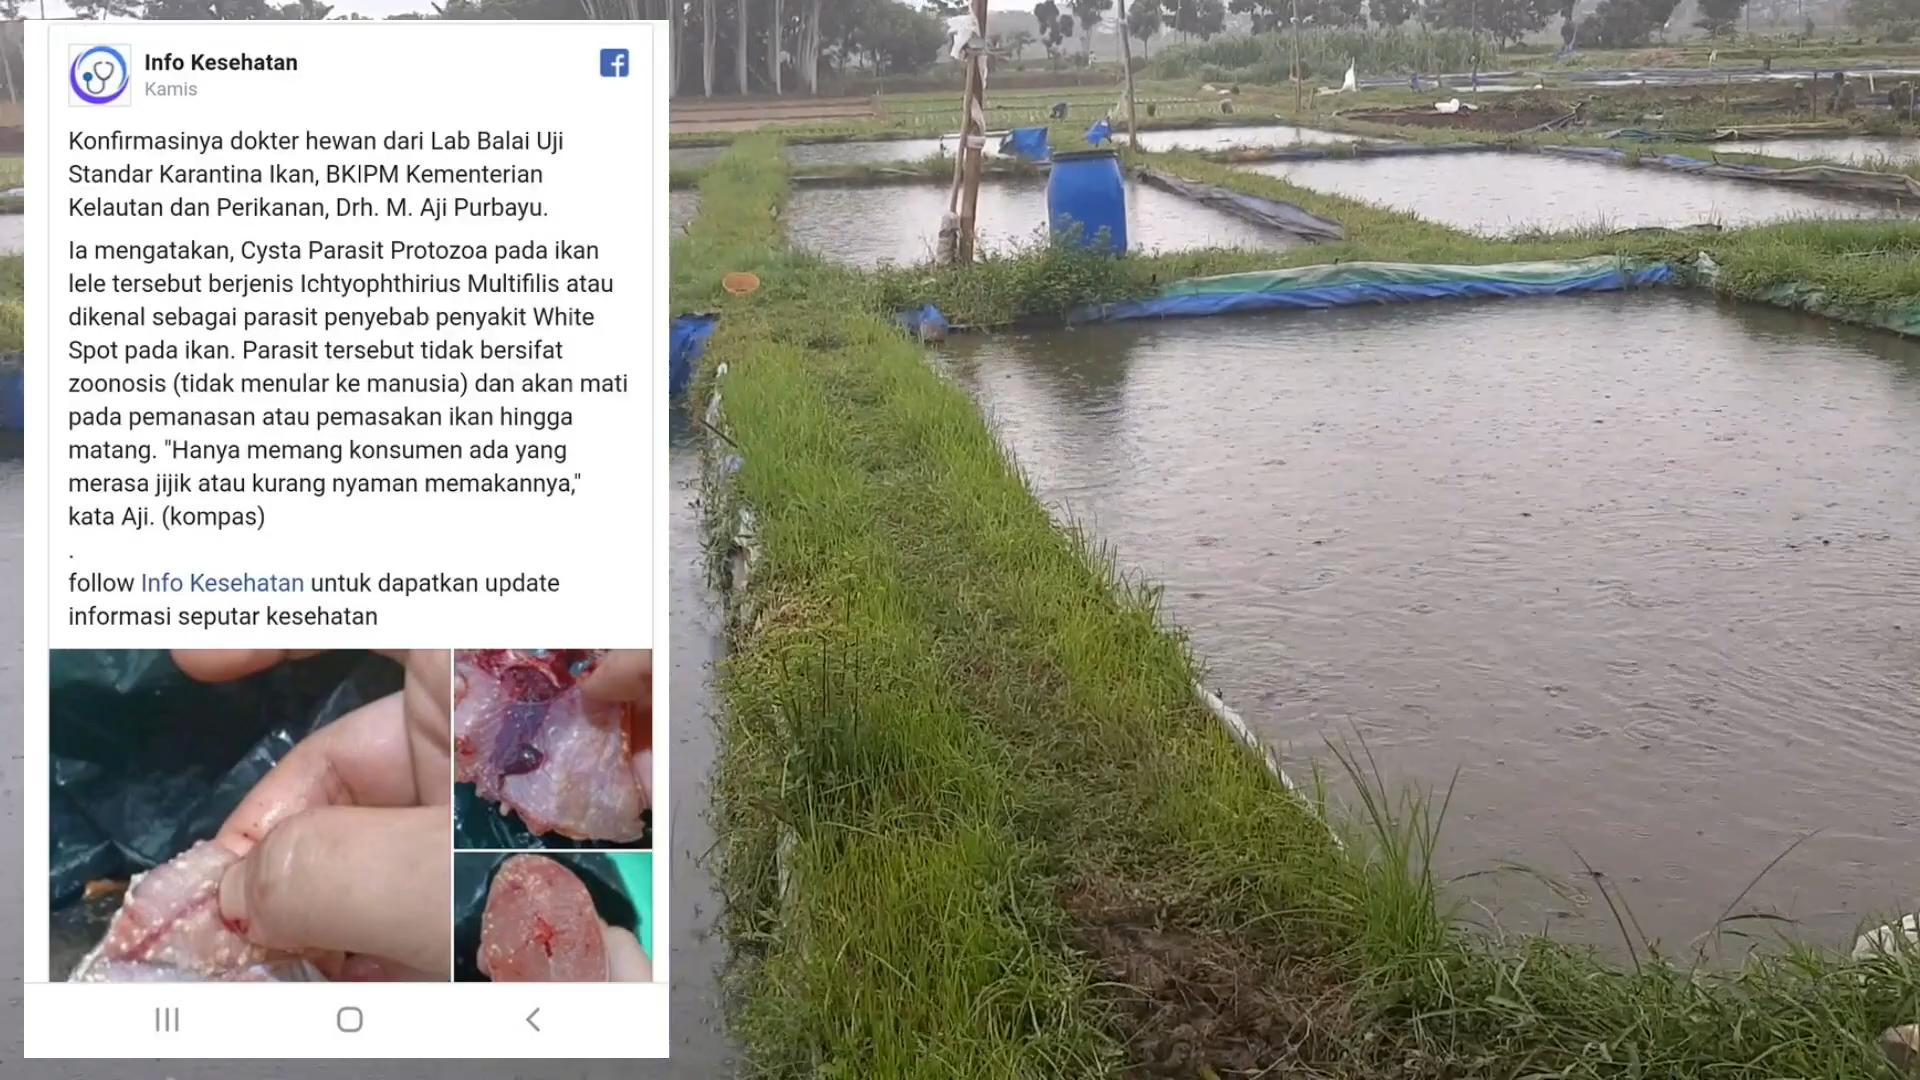 Info Kesehatan
Kamis
Konfirmasinya dokter hewan dari Lab Balai Uji
Standar Karantina Ikan, BKIPM Kementerian
Kelautan dan Perikanan, Drh. M. Aji Purbayu.
Ia mengatakan, Cysta Parasit Protozoa pada ikan
lele tersebut berjenis Ichtyophthirius Multifilis atau
dikenal sebagai parasit penyebab penyakit White
Spot pada ikan. Parasit tersebut tidak bersifat
zoonosis (tidak menular ke manusia) dan akan mati
pada pemanasan atau pemasakan ikan hingga
matang. "Hanya memang konsumen ada yang
merasa jijik atau kurang nyaman memakannya,"
kata Aji. (kompas)
.
follow Info Kesehatan untuk dapatkan update
informasi seputar kesehatan